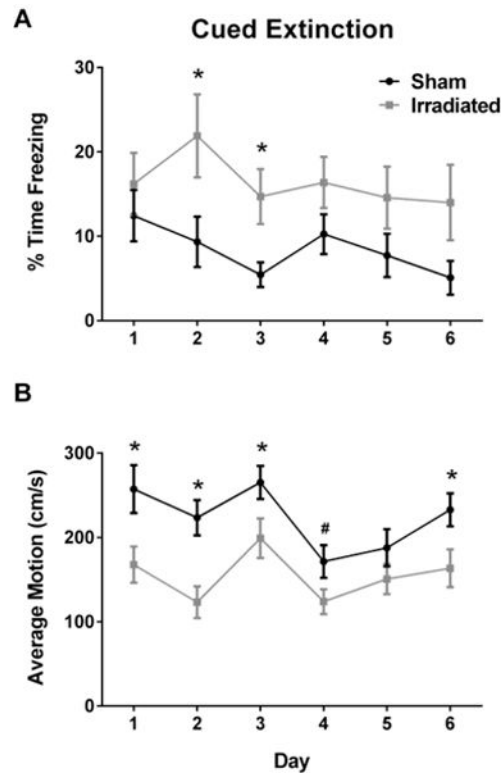 A
Cued Extinction
% Time Freezing
30
20
10
0
*
*
Sham
Irradiated
1 2 3 4 5 6
B
Average Motion (cm/s)
300
200
100
0
*
*
*
#
*
1 2 3 4 5 6
Day